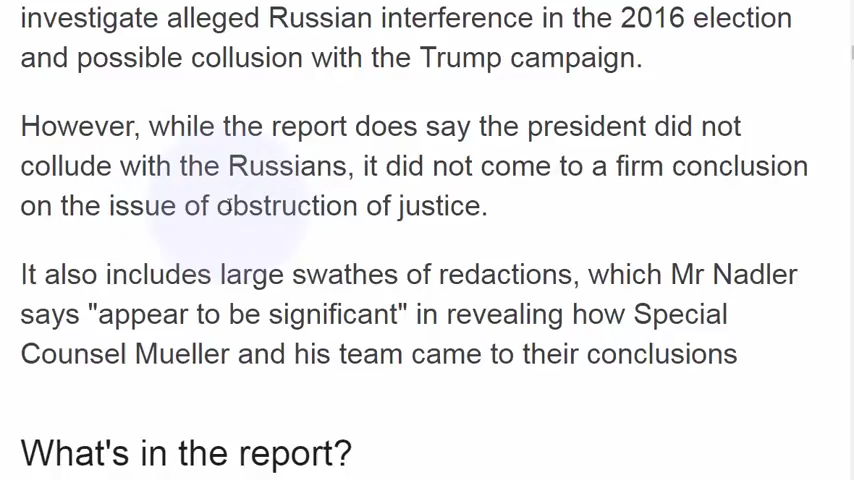 investigate alleged Russian interference in the 2016 election
and possible collusion with the Trump campaign.
However, while the report does say the president did not
collude with the Russians, it did not come to a firm conclusion
on the issue of obstruction of justice.
It also includes large swathes of redactions, which Mr Nadler
says "appear to be significant" in revealing how Special
Counsel Mueller and his team came to their conclusions
What's in the report?